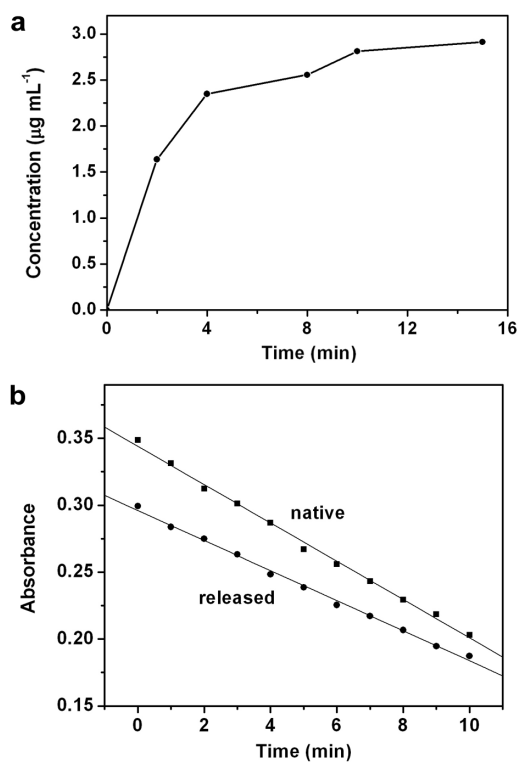 a
3.0
2.5
2.0
1.5
1.0
0.5
0.0
Concentration (µg mL⁻¹)
0 4 8 12 16
Time (min)
b
0.35
0.30
0.25
0.20
0.15
Absorbance
native
released
0 2 4 6 8 10
Time (min)